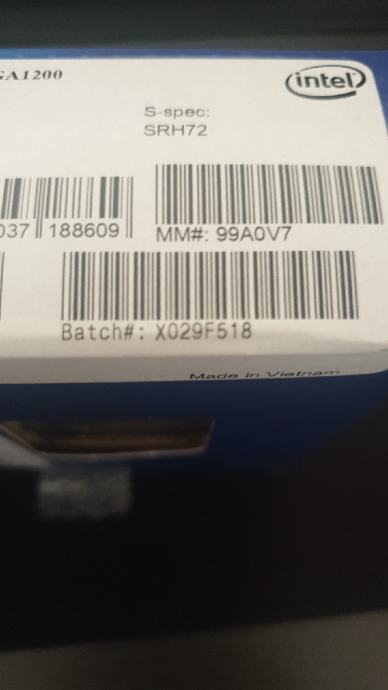 GA1200
intel
S-spec:
SRH72
037 188609
MM#: 99A0V7
Batch#: X029F518
Made in Vietnam